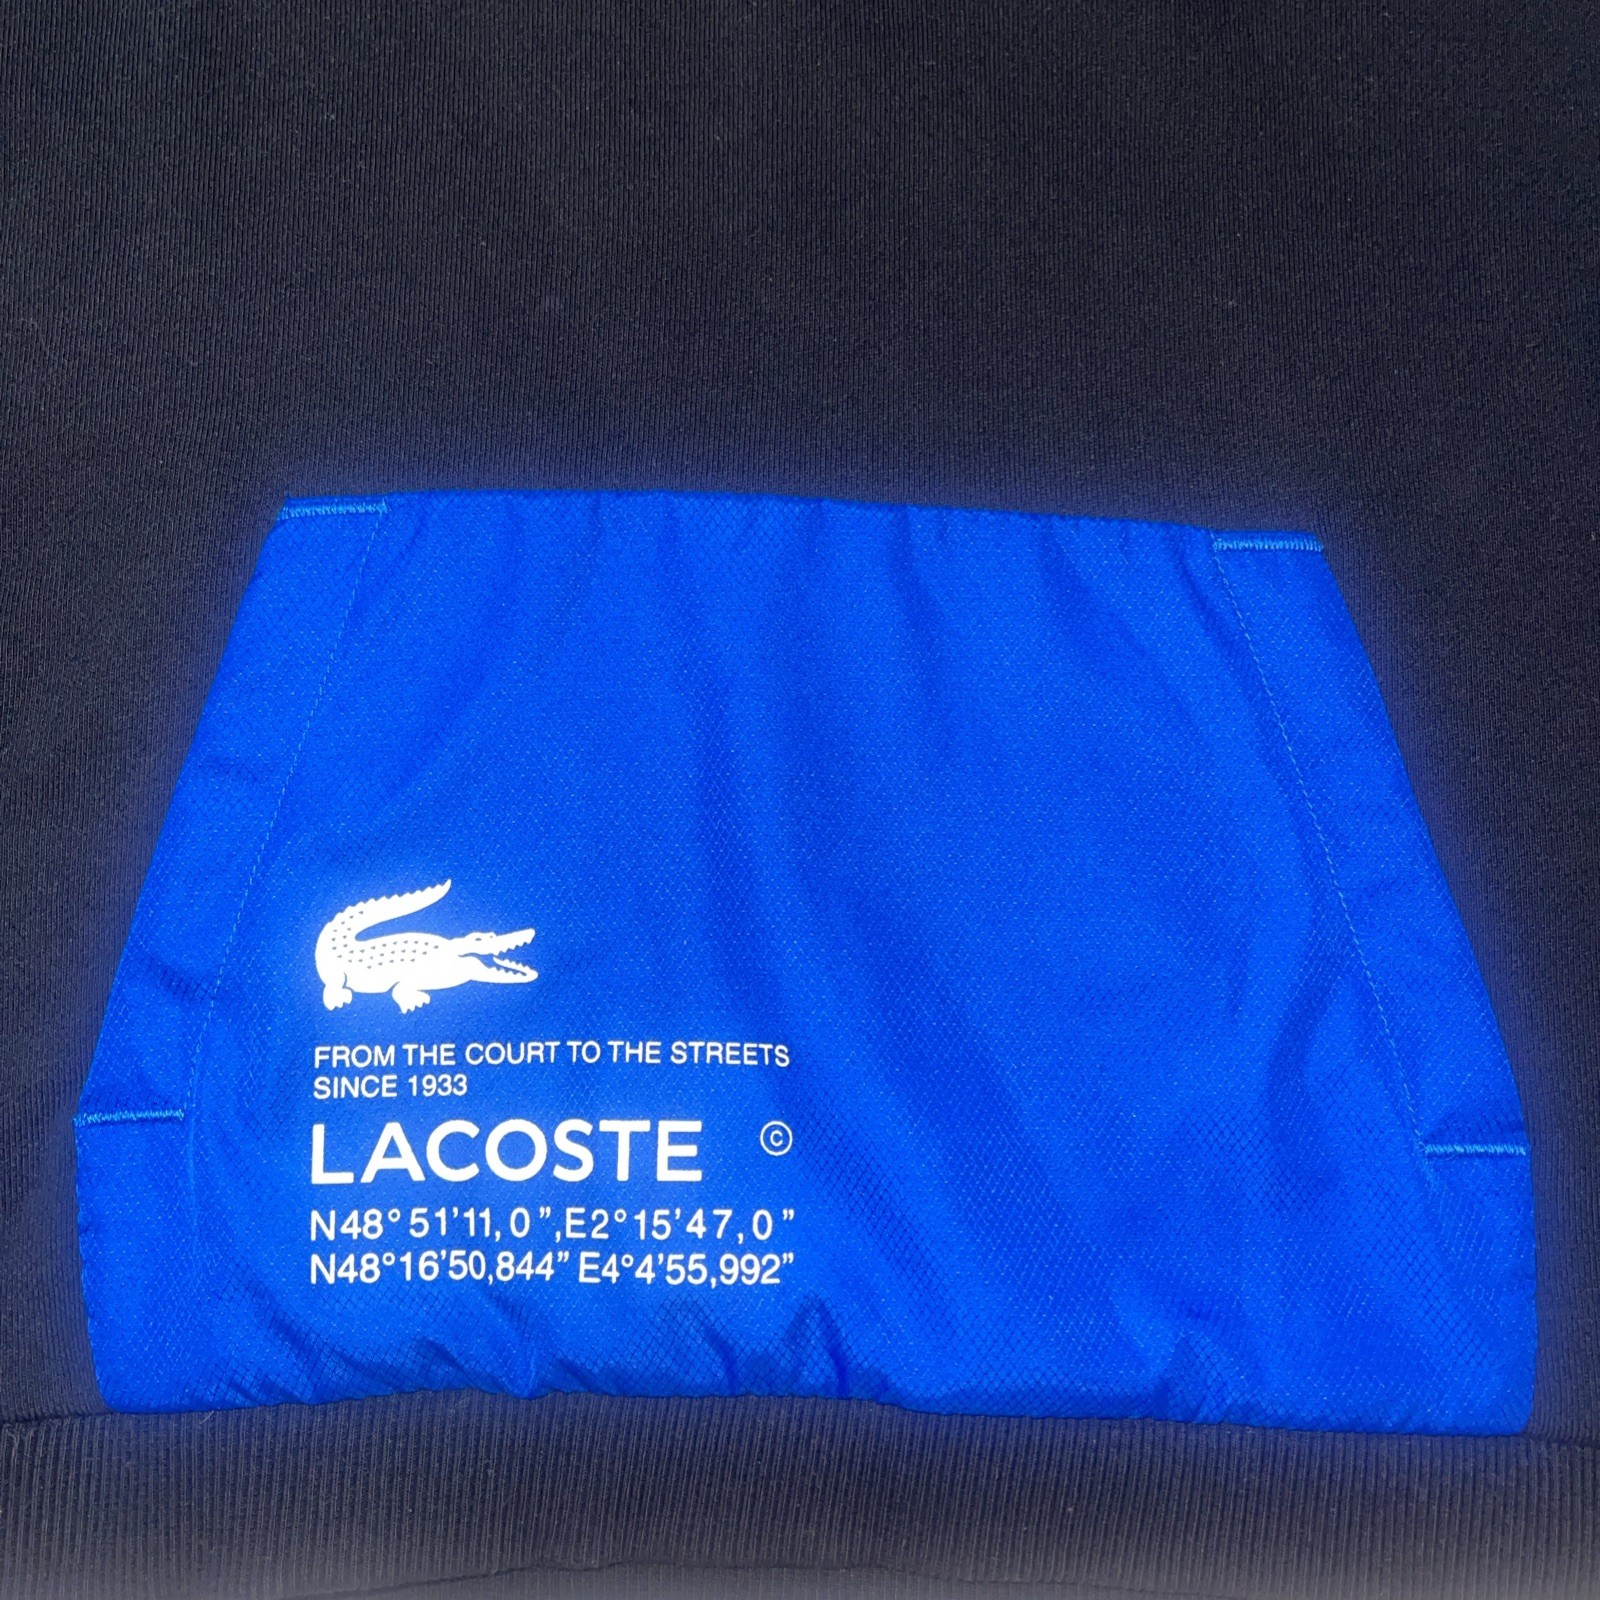 FROM THE COURT TO THE STREETS
SINCE 1933
LACOSTE ©
N48°51'11,0”,E2°15'47,0”
N48°16'50,844” E4°4'55,992”